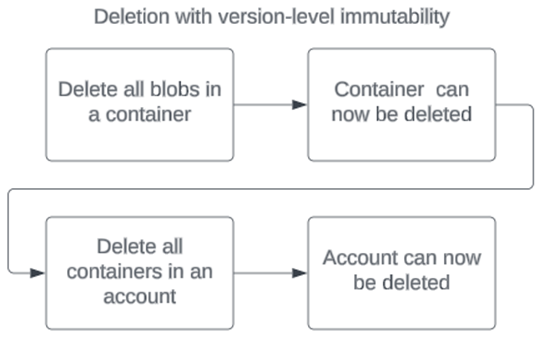 Deletion with version-level immutability
Delete all blobs in
a container
Container can
now be deleted
Delete all
containers in an
account
Account can now
be deleted